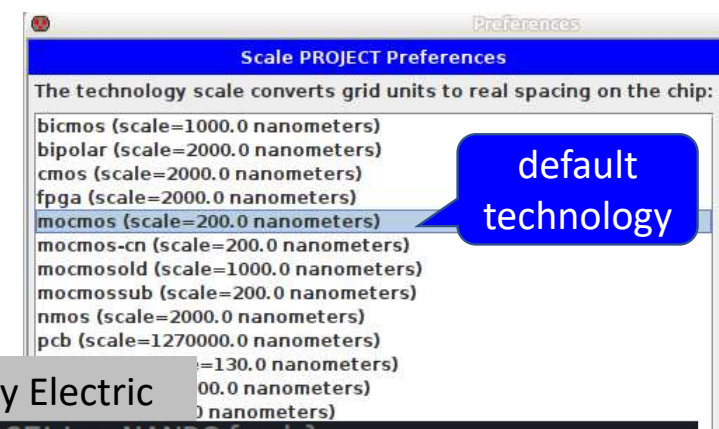 Preferences
Scale PROJECT Preferences
The technology scale converts grid units to real spacing on the chip:
bicmos (scale=1000.0 nanometers)
bipolar (scale=2000.0 nanometers)
cmos (scale=2000.0 nanometers)
fpga (scale=2000.0 nanometers)
mocmos (scale=200.0 nanometers)
default
technology
mocmos-cn (scale=200.0 nanometers)
mocmosold (scale=1000.0 nanometers)
mocmossub (scale=200.0 nanometers)
nmos (scale=2000.0 nanometers)
pcb (scale=1270000.0 nanometers)
=130.0 nanometers)
00.0 nanometers)
nanometers)
y Electric